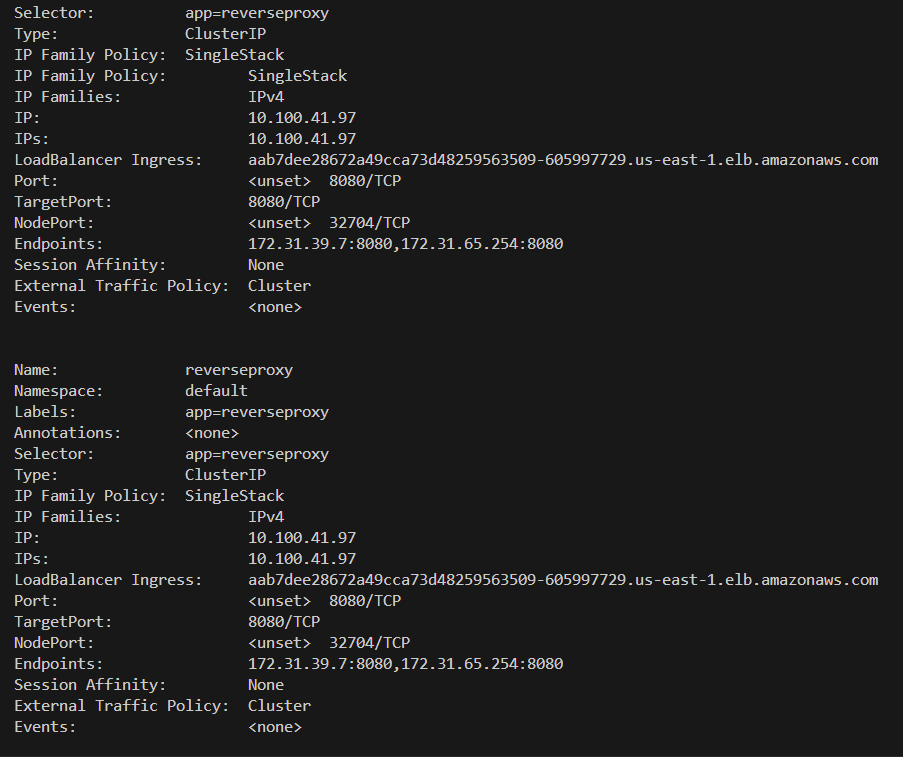 Selector:          app=reverseproxy
Type:              ClusterIP
IP Family Policy:  SingleStack
IP Family Policy:         SingleStack
IP Families:              IPv4
IP:                       10.100.41.97
IPs:                      10.100.41.97
LoadBalancer Ingress:     aab7dee28672a49cca73d48259563509-605997729.us-east-1.elb.amazonaws.com
Port:                     <unset>  8080/TCP
TargetPort:               8080/TCP
NodePort:                 <unset>  32704/TCP
Endpoints:                172.31.39.7:8080,172.31.65.254:8080
Session Affinity:         None
External Traffic Policy:  Cluster
Events:                   <none>
Name:              reverseproxy
Namespace:         default
Labels:            app=reverseproxy
Annotations:       <none>
Selector:          app=reverseproxy
Type:              ClusterIP
IP Family Policy:  SingleStack
IP Families:              IPv4
IP:                       10.100.41.97
IPs:                      10.100.41.97
LoadBalancer Ingress:     aab7dee28672a49cca73d48259563509-605997729.us-east-1.elb.amazonaws.com
Port:                     <unset>  8080/TCP
TargetPort:               8080/TCP
NodePort:                 <unset>  32704/TCP
Endpoints:                172.31.39.7:8080,172.31.65.254:8080
Session Affinity:         None
External Traffic Policy:  Cluster
Events:                   <none>